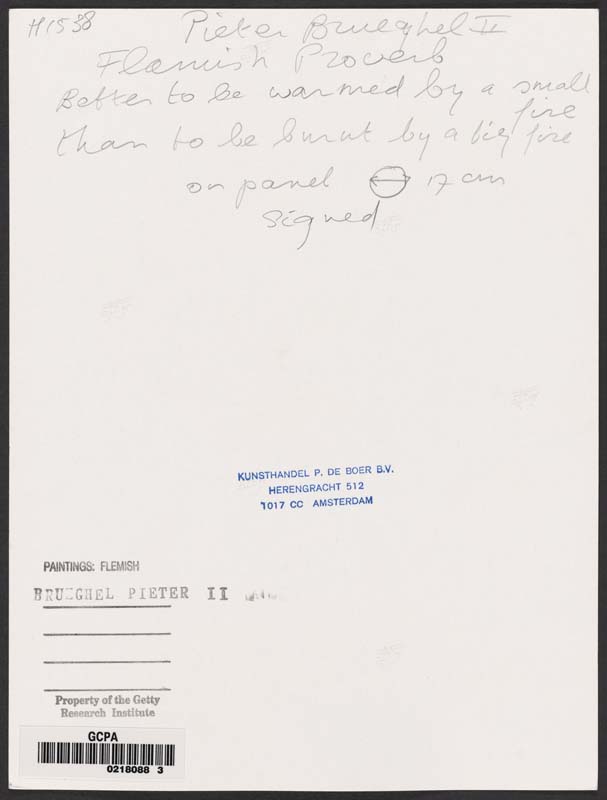 H1538
Pieter Brueghel II
Flemish Proverb
Better to be warmed by a small fire
than to be burnt by a big fire
on panel 17 cm
signed
KUNSTHANDEL P. DE BOER B.V.
HERENGRACHT 512
1017 CC AMSTERDAM
PAINTINGS: FLEMISH
BRUEGHEL PIETER II
Property of the Getty
Research Institute
GCPA
0218088 3